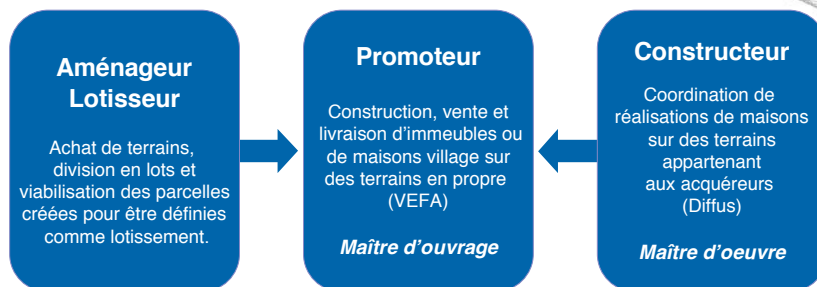 Aménageur
Lotisseur
Achat de terrains,
division en lots et
viabilisation des parcelles
créées pour être définies
comme lotissement.
Promoteur
Construction, vente et
livraison d'immeubles ou
de maisons village sur
des terrains en propre
(VEFA)
Maître d'ouvrage
Constructeur
Coordination de
réalisations de maisons
sur des terrains
appartenant
aux acquéreurs
(Diffus)
Maître d'oeuvre